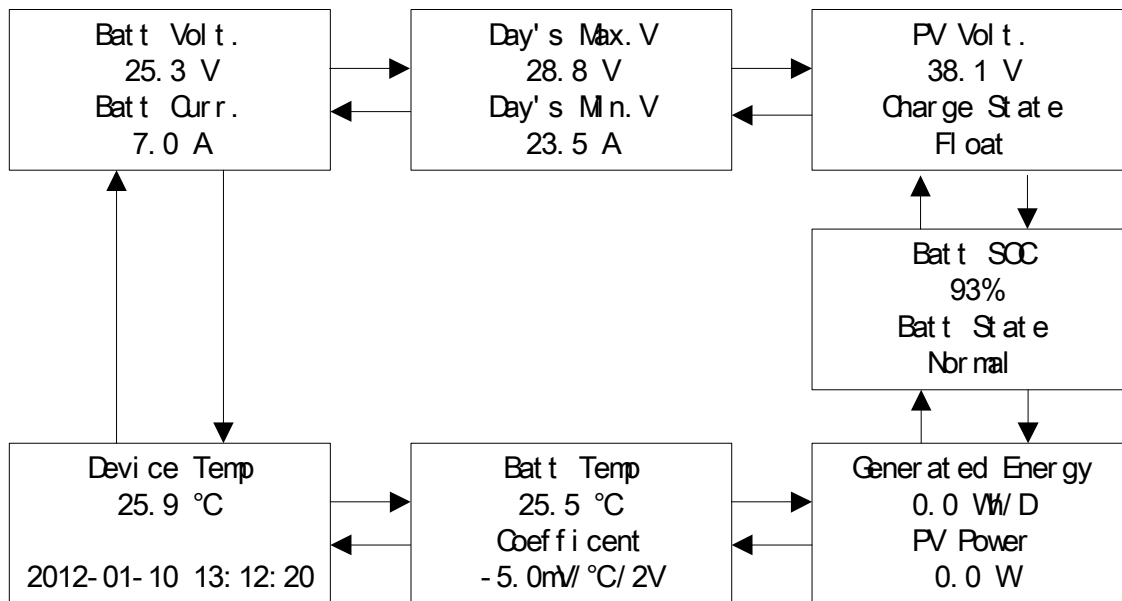 Batt Volt.
25.3 V
Batt Curr.
7.0 A
Day's Max.V
28.8 V
Day's MIn.V
23.5 A
PV Volt.
38.1 V
Charge State
Float
Batt SOC
93%
Batt State
Normal
Device Temp
25.9 °C
2012-01-10 13:12:20
Batt Temp
25.5 °C
Coefficent
-5.0mV/°C/2V
Generated Energy
0.0 Wh/D
PV Power
0.0 W